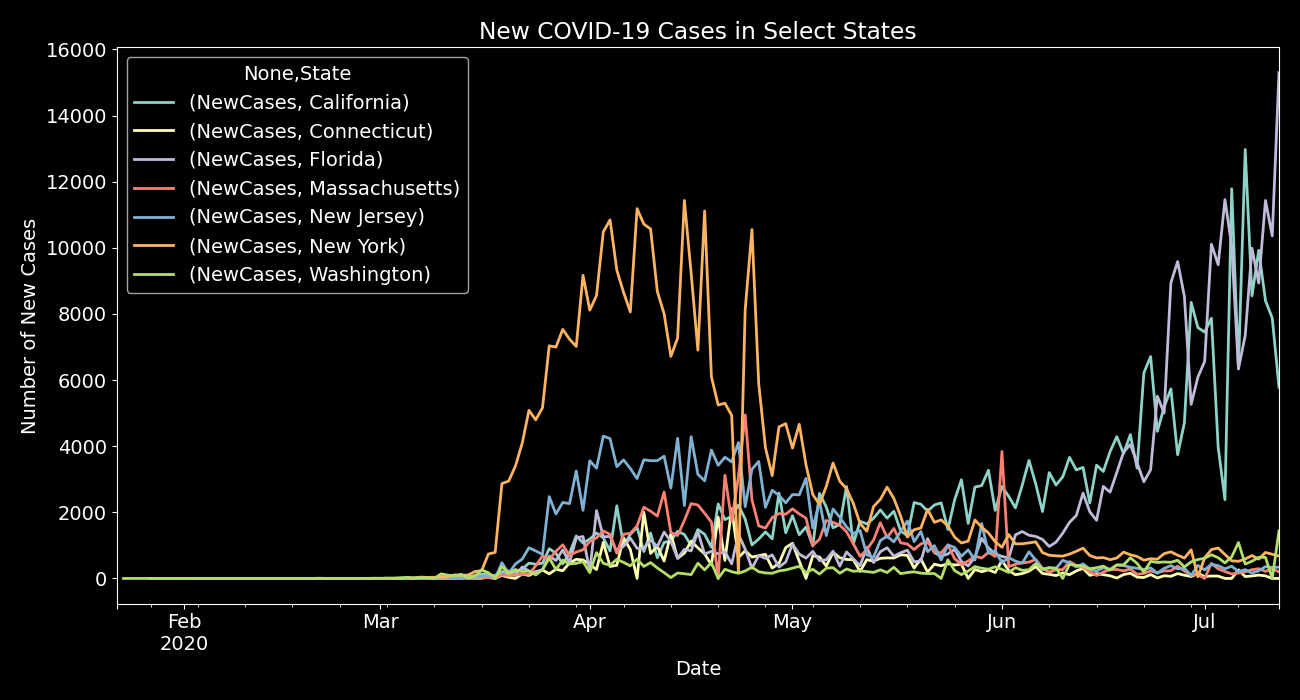 New COVID-19 Cases in Select States
16000
14000
12000
10000
8000
6000
4000
2000
0
Number of New Cases
None,State
(NewCases, California)
(NewCases, Connecticut)
(NewCases, Florida)
(NewCases, Massachusetts)
(NewCases, New Jersey)
(NewCases, New York)
(NewCases, Washington)
Feb
2020
Mar
Apr
May
Jun
Jul
Date